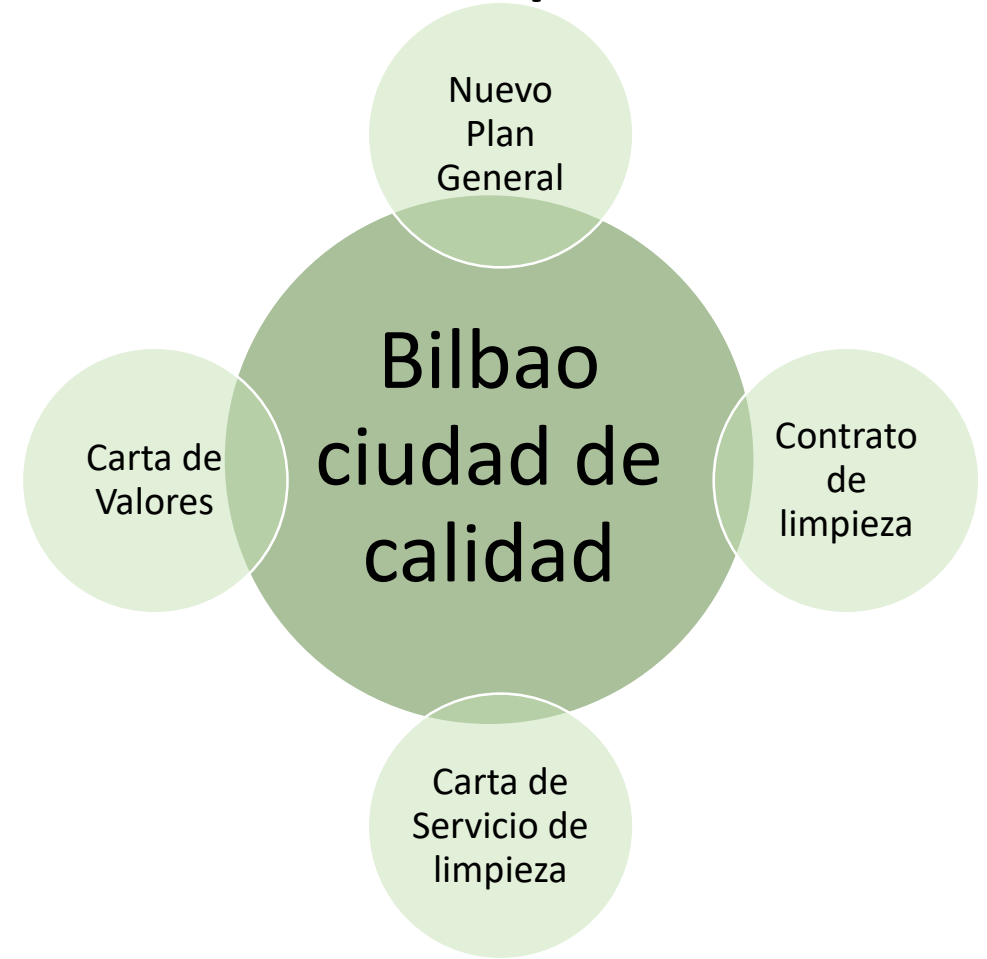 Nuevo
Plan
General
Bilbao
ciudad de
calidad
Carta de
Valores
Contrato
de
limpieza
Carta de
Servicio de
limpieza